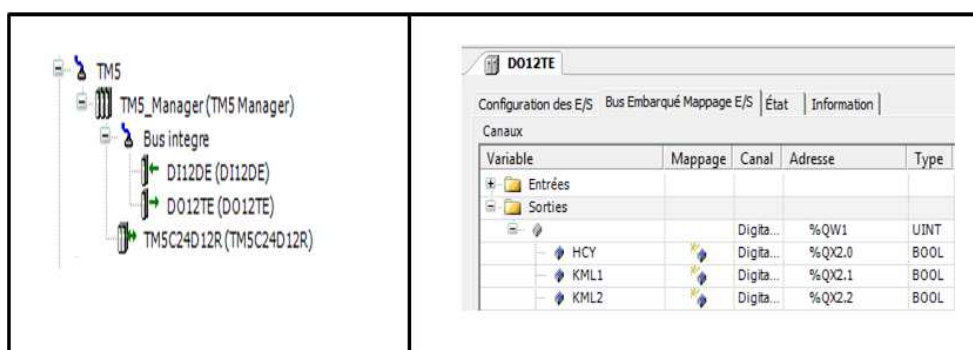 TM5
TM5_Manager (TM5 Manager)
Bus integre
DI12DE (DI12DE)
DO12TE (DO12TE)
TM5C24D12R (TM5C24D12R)
DO12TE
Configuration des E/S Bus Embarqué Mappage E/S État Information
Canaux
Variable Mappage Canal Adresse Type
Entrées
Sorties
Digita... %QW1 UINT
HCY Digita... %QX2.0 BOOL
KML1 Digita... %QX2.1 BOOL
KML2 Digita... %QX2.2 BOOL